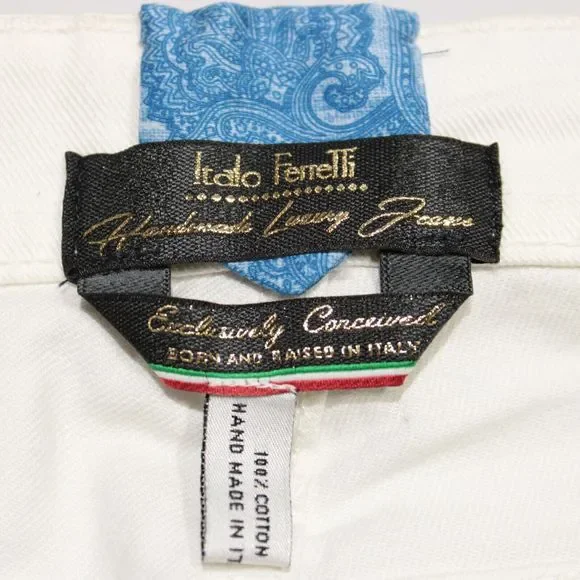 Italo Ferretti
Handmade Luxury Jeans
Exclusively Conceived
BORN AND RAISED IN ITALY
100% COTTON
HAND MADE IN IT